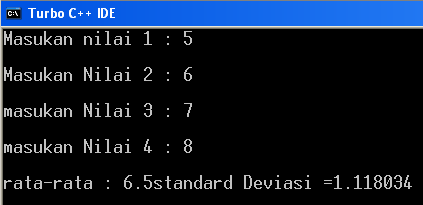 Turbo C++ IDE
Masukan nilai 1 : 5
Masukan Nilai 2 : 6
masukan Nilai 3 : 7
masukan Nilai 4 : 8
rata-rata : 6.5standard Deviasi =1.118034